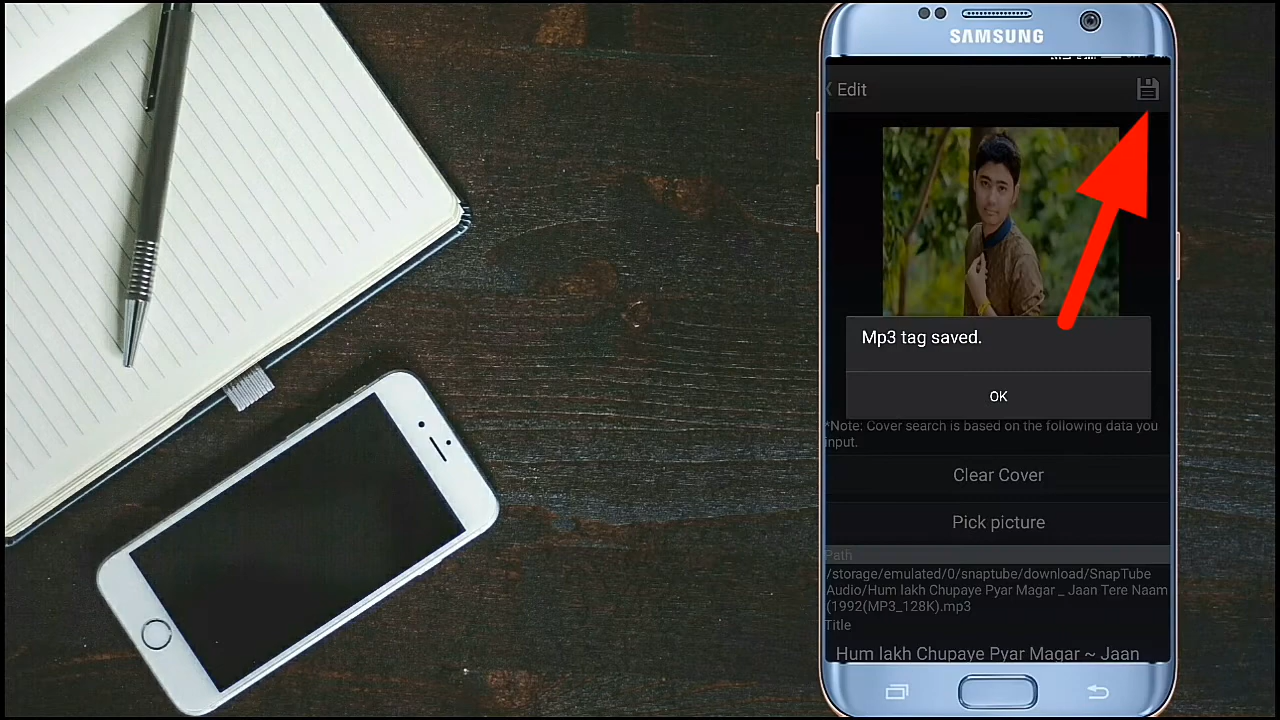 SAMSUNG
Edit
Mp3 tag saved.
OK
*Note: Cover search is based on the following data you
input.
Clear Cover
Pick picture
Path
/storage/emulated/0/snaptube/download/SnapTube
Audio/Hum lakh Chupaye Pyar Magar _ Jaan Tere Naam
(1992(MP3_128K).mp3
Title
Hum lakh Chupaye Pyar Magar ~ Jaan